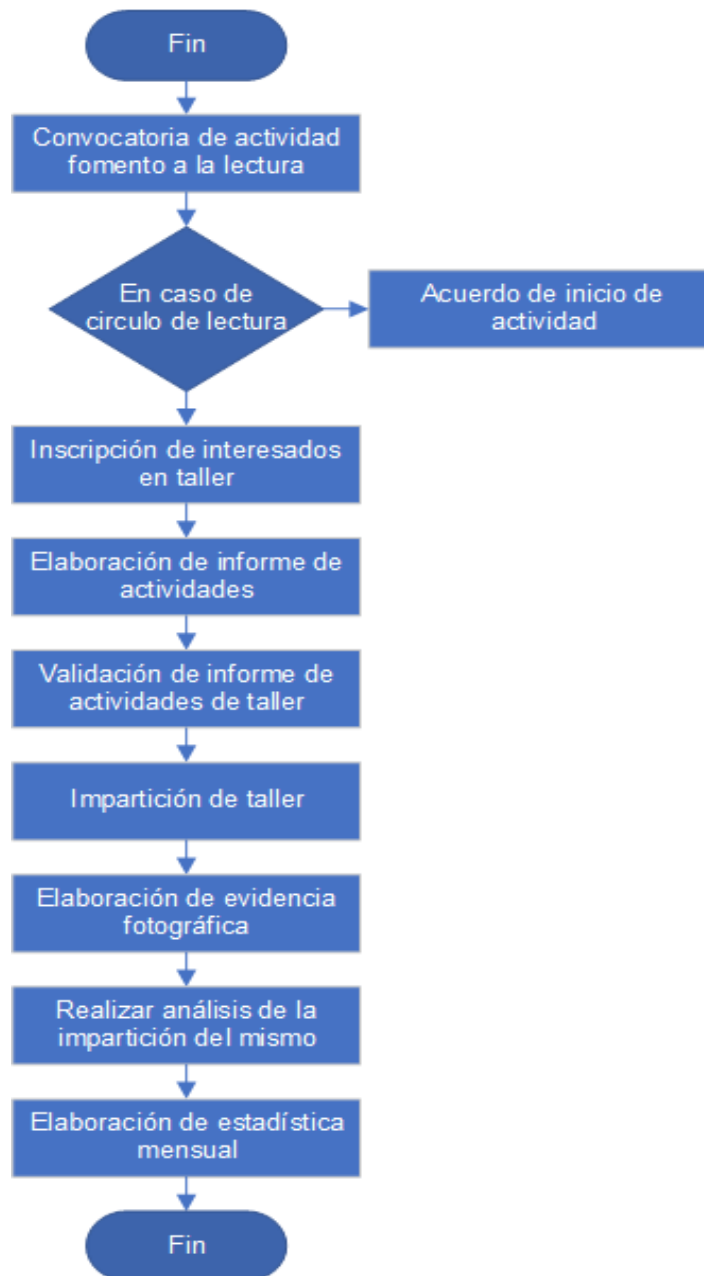 Fin
Convocatoria de actividad
fomento a la lectura
En caso de
circulo de lectura
Acuerdo de inicio de
actividad
Inscripción de interesados
en taller
Elaboración de informe de
actividades
Validación de informe de
actividades de taller
Impartición de taller
Elaboración de evidencia
fotográfica
Realizar análisis de la
impartición del mismo
Elaboración de estadística
mensual
Fin